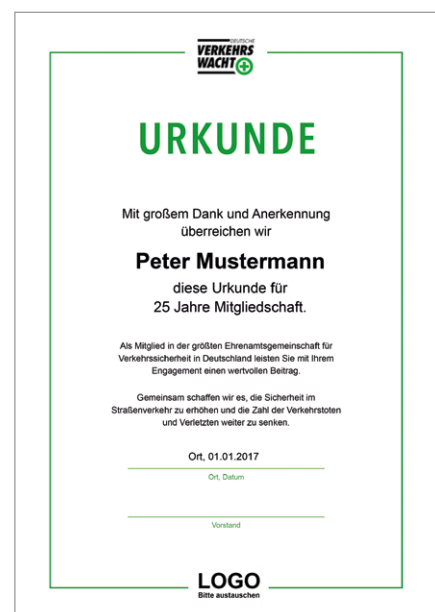 DEUTSCHE
VERKEHRS
WACHT
URKUNDE
Mit großem Dank und Anerkennung
überreichen wir
Peter Mustermann
diese Urkunde für
25 Jahre Mitgliedschaft.
Als Mitglied in der größten Ehrenamtsgemeinschaft für
Verkehrssicherheit in Deutschland leisten Sie mit Ihrem
Engagement einen wertvollen Beitrag.
Gemeinsam schaffen wir es, die Sicherheit im
Straßenverkehr zu erhöhen und die Zahl der Verkehrstoten
und Verletzten weiter zu senken.
Ort, 01.01.2017
Ort, Datum
Vorstand
LOGO
Bitte austauschen